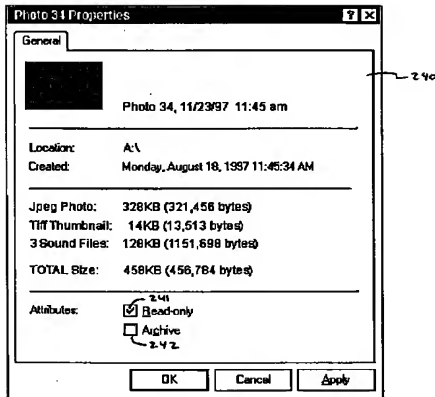 Photo 34 Properties
General
240
Photo 34, 11/23/97 11:45 am
Location: A:\
Created: Monday, August 18, 1997 11:45:34 AM
Jpeg Photo: 328KB (321,456 bytes)
Tiff Thumbnail: 14KB (13,513 bytes)
3 Sound Files: 128KB (1151,698 bytes)
TOTAL Size: 458KB (456,784 bytes)
241
Attributes: Read-only
Archive
242
OK Cancel Apply